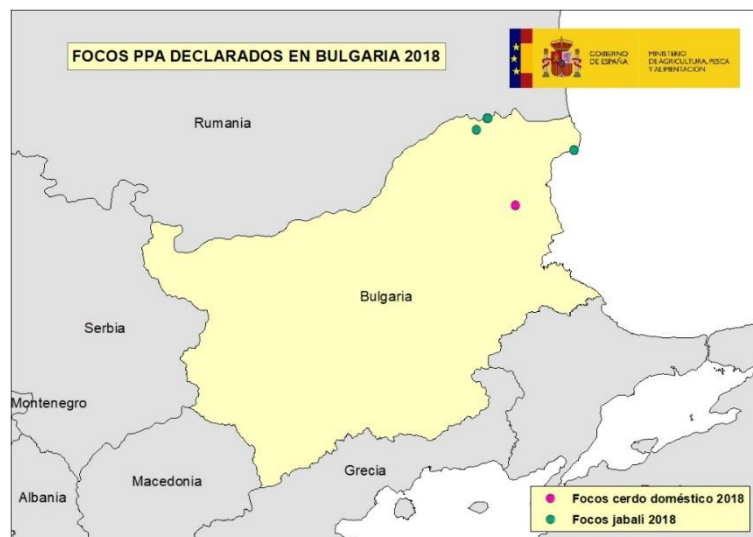 FOCOS PPA DECLARADOS EN BULGARIA 2018
GOBIERNO
DE ESPAÑA
MINISTERIO
DE AGRICULTURA, PESCA
Y ALIMENTACIÓN
Rumania
Bulgaria
Serbia
Montenegro
Macedonia
Grecia
Albania
Focos cerdo doméstico 2018
Focos jabalí 2018